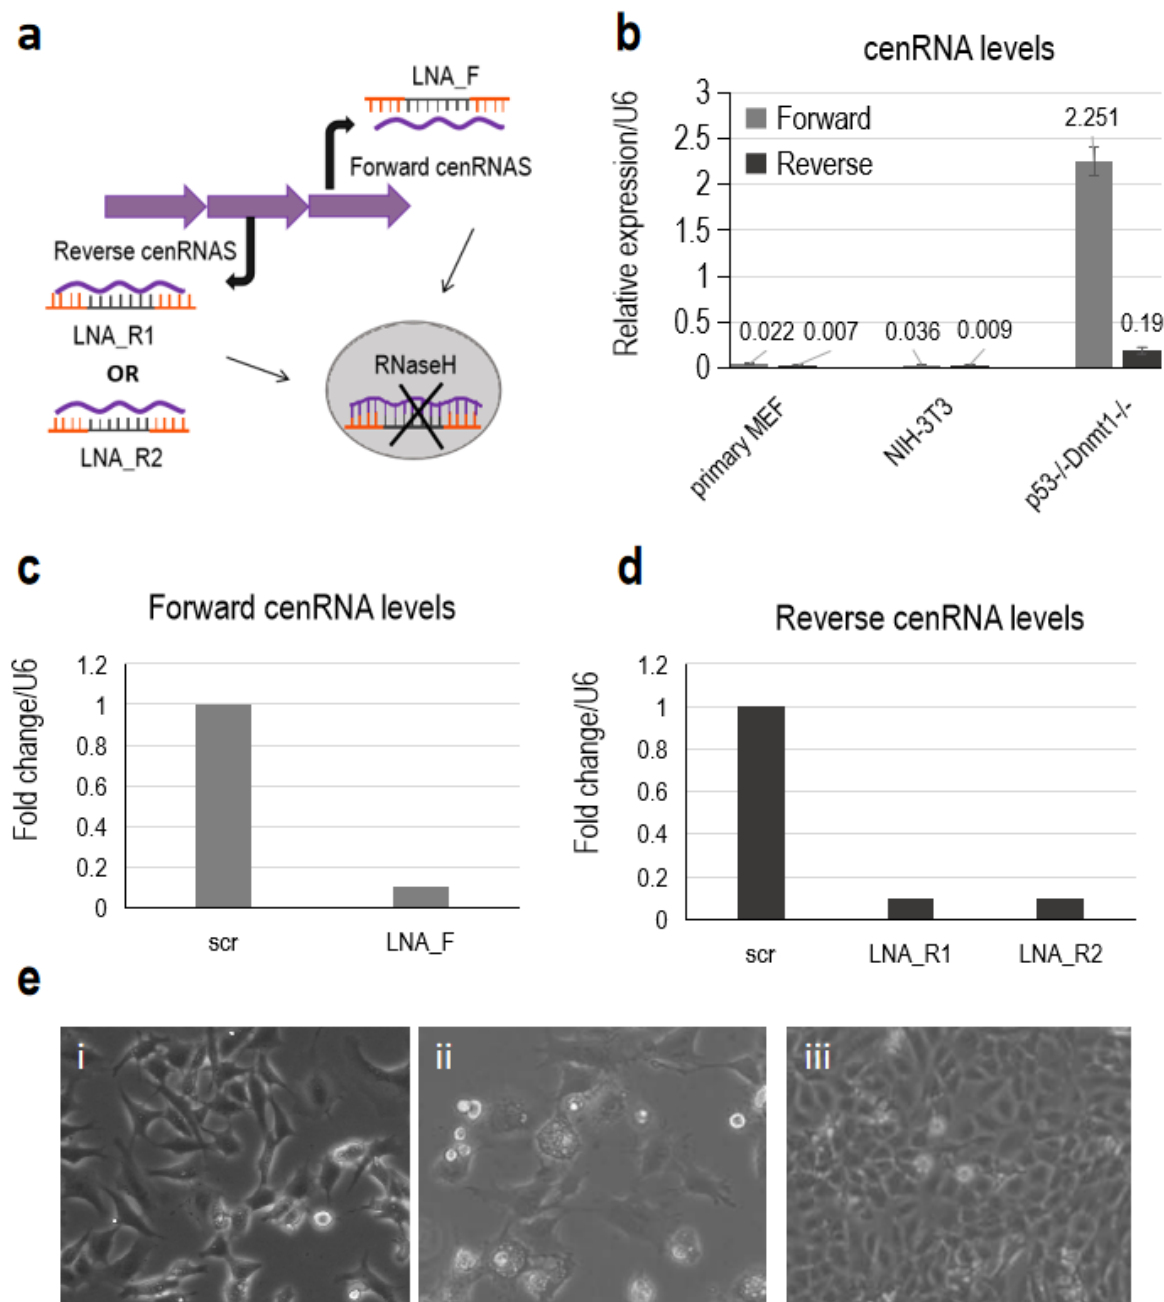 a
LNA_F
Forward cenRNAS
Reverse cenRNAS
LNA_R1
OR
LNA_R2
RNaseH
b
cenRNA levels
Relative expression/U6
3
2.5
2
1.5
1
0.5
0
Forward
Reverse
0.022
0.007
0.036
0.009
2.251
0.19
primary MEF
NIH-3T3
p53-/-Dnmt1-/-
c
Forward cenRNA levels
Fold change/U6
1.2
1
0.8
0.6
0.4
0.2
0
scr
LNA_F
d
Reverse cenRNA levels
Fold change/U6
1.2
1
0.8
0.6
0.4
0.2
0
scr
LNA_R1
LNA_R2
e
i
ii
iii